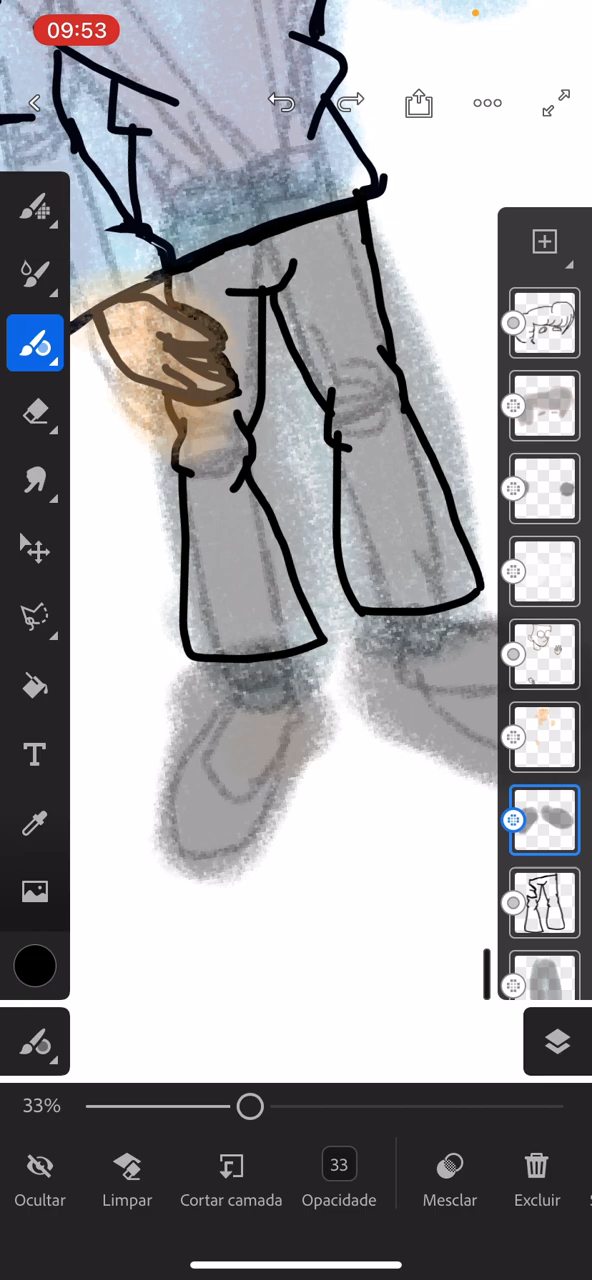 09:53
T
33%
33
Ocultar
Limpar
Cortar camada
Opacidade
Mesclar
Excluir